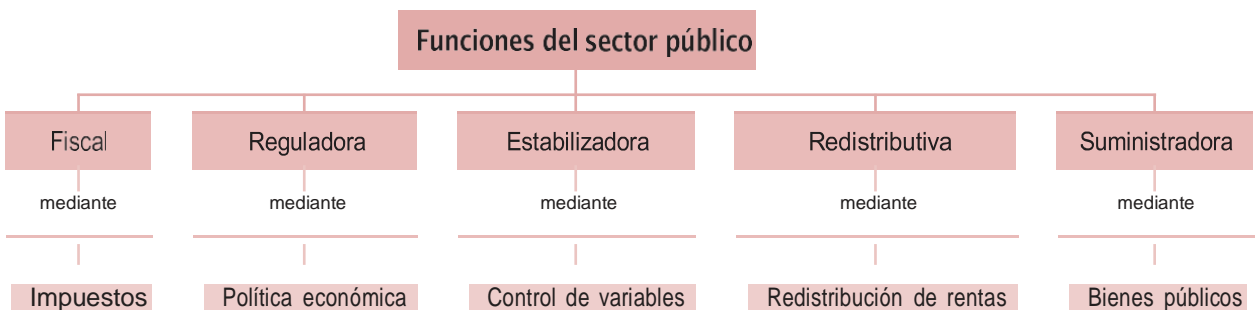 Funciones del sector público
Fiscal Reguladora Estabilizadora Redistributiva Suministradora
mediante mediante mediante mediante mediante
Impuestos Política económica Control de variables Redistribución de rentas Bienes públicos